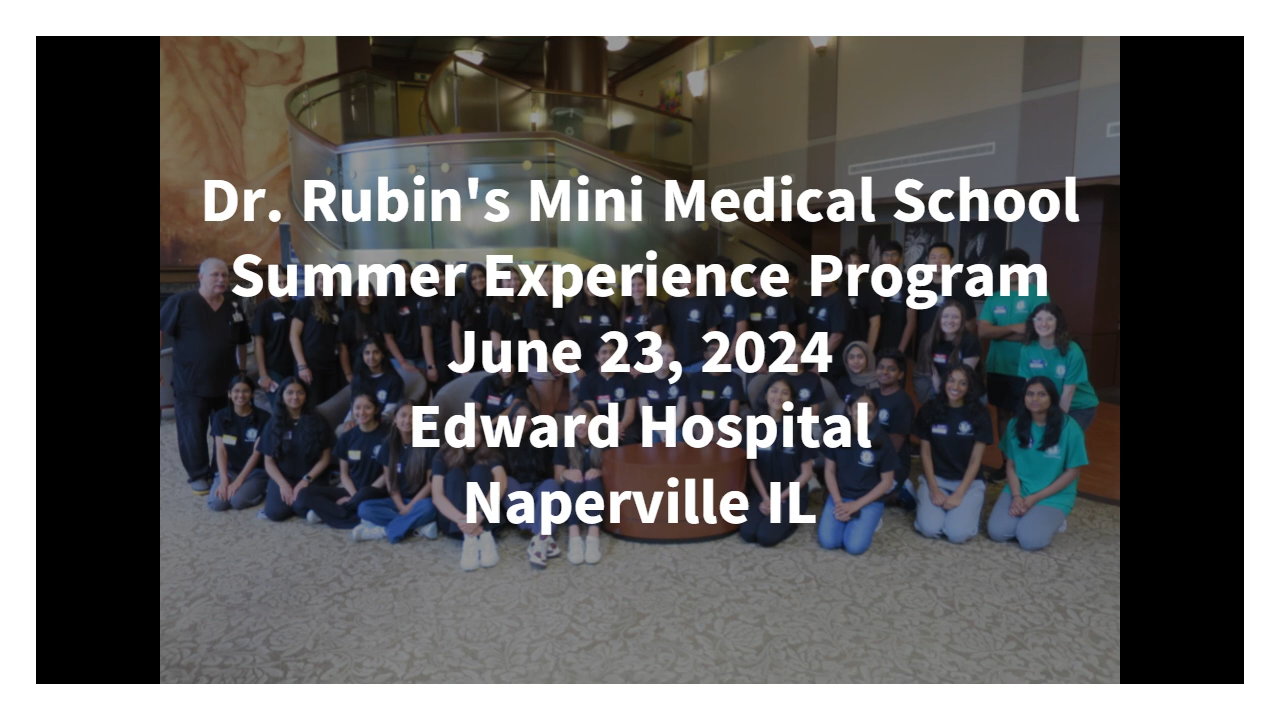 Dr. Rubin's Mini Medical School
Summer Experience Program
June 23, 2024
Edward Hospital
Naperville IL